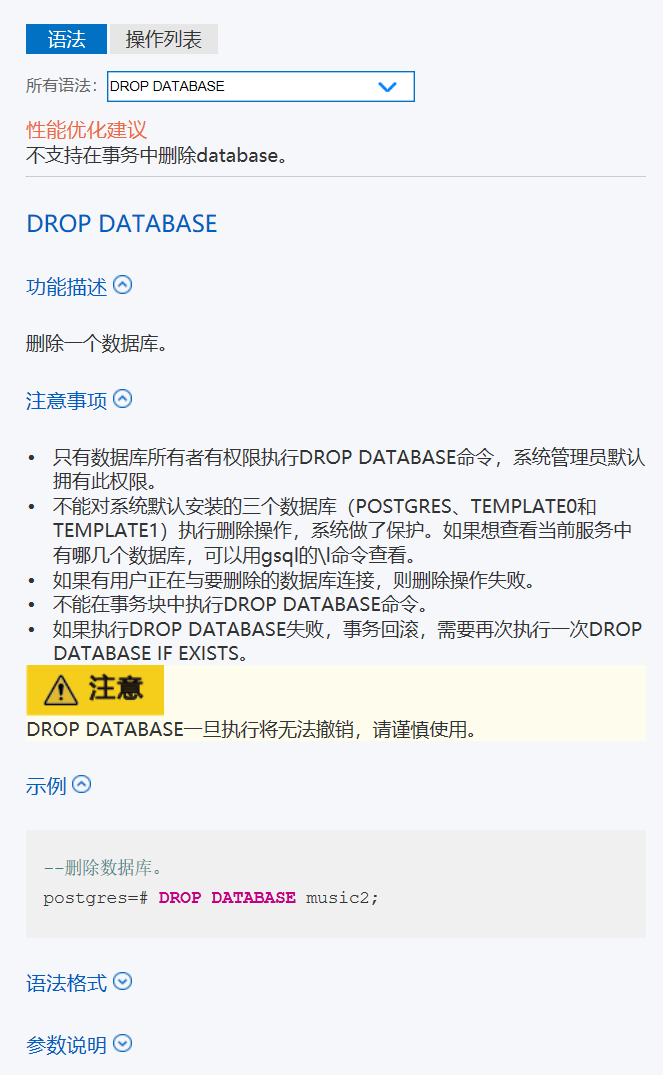 语法 操作列表
所有语法： DROP DATABASE
性能优化建议
不支持在事务中删除database。
DROP DATABASE
功能描述
删除一个数据库。
注意事项
• 只有数据库所有者有权限执行DROP DATABASE命令，系统管理员默认
拥有此权限。
• 不能对系统默认安装的三个数据库（POSTGRES、TEMPLATE0和
TEMPLATE1）执行删除操作，系统做了保护。如果想查看当前服务中
有哪几个数据库，可以用gsql的\l命令查看。
• 如果有用户正在与要删除的数据库连接，则删除操作失败。
• 不能在事务块中执行DROP DATABASE命令。
• 如果执行DROP DATABASE失败，事务回滚，需要再次执行一次DROP
DATABASE IF EXISTS。
注意
DROP DATABASE一旦执行将无法撤销，请谨慎使用。
示例
--删除数据库。
postgres=# DROP DATABASE music2;
语法格式
参数说明